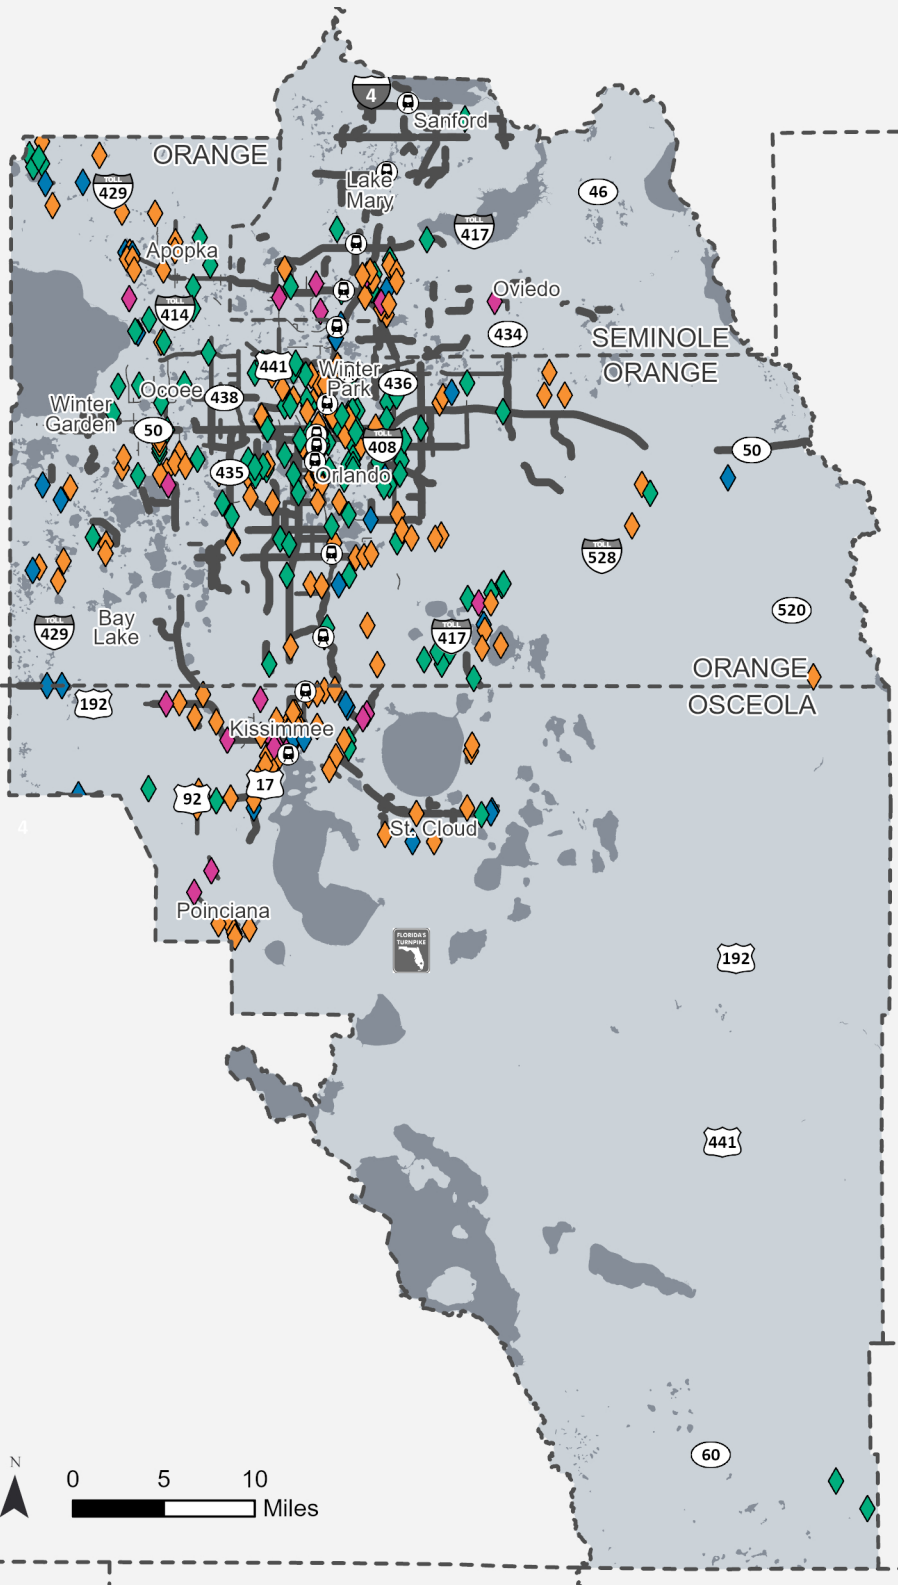 4
Sanford
ORANGE
Lake
Mary
TOLL
429
46
TOLL
417
Apopka
Oviedo
TOLL
414
434
SEMINOLE
ORANGE
441
Winter
Park
436
Ocoee
438
Winter
Garden
50
TOLL
408
50
435
Orlando
TOLL
528
520
Bay
Lake
TOLL
429
TOLL
417
ORANGE
OSCEOLA
192
Kissimmee
17
92
4
St. Cloud
Poinciana
FLORIDA'S
TURNPIKE
192
441
60
N
0 5 10
Miles